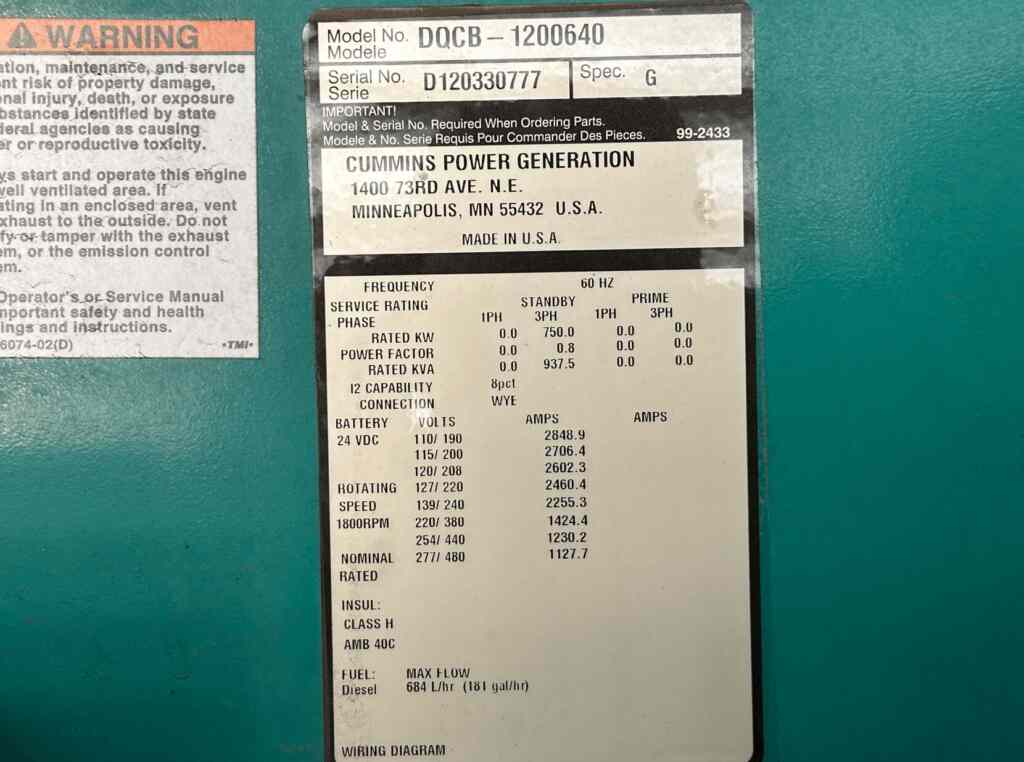 WARNING
ation, maintenance, and service
nt risk of property damage,
onal injury, death, or exposure
bstances identified by state
deral agencies as causing
er or reproductive toxicity.
ys start and operate this engine
well ventilated area. If
ating in an enclosed area, vent
xhaust to the outside. Do not
fy or tamper with the exhaust
em, or the emission control
em.
Operator's or Service Manual
mportant safety and health
ings and instructions.
6074-02(D) •TMI•
Model No. DQCB – 1200640
Modele
Serial No. D120330777 Spec. G
Serie
IMPORTANT!
Model & Serial No. Required When Ordering Parts.
Modele & No. Serie Requis Pour Commander Des Pieces. 99-2433
CUMMINS POWER GENERATION
1400 73RD AVE. N.E.
MINNEAPOLIS, MN 55432 U.S.A.
MADE IN U.S.A.
FREQUENCY 60 HZ
SERVICE RATING STANDBY PRIME
PHASE 1PH 3PH 1PH 3PH
RATED KW 0.0 750.0 0.0 0.0
POWER FACTOR 0.0 0.8 0.0 0.0
RATED KVA 0.0 937.5 0.0 0.0
I2 CAPABILITY 8pct
CONNECTION WYE
BATTERY VOLTS AMPS AMPS
24 VDC 110/ 190 2848.9
115/ 200 2706.4
120/ 208 2602.3
ROTATING 127/ 220 2460.4
SPEED 139/ 240 2255.3
1800RPM 220/ 380 1424.4
254/ 440 1230.2
NOMINAL 277/ 480 1127.7
RATED
INSUL:
CLASS H
AMB 40C
FUEL: MAX FLOW
Diesel 684 L/hr (181 gal/hr)
WIRING DIAGRAM